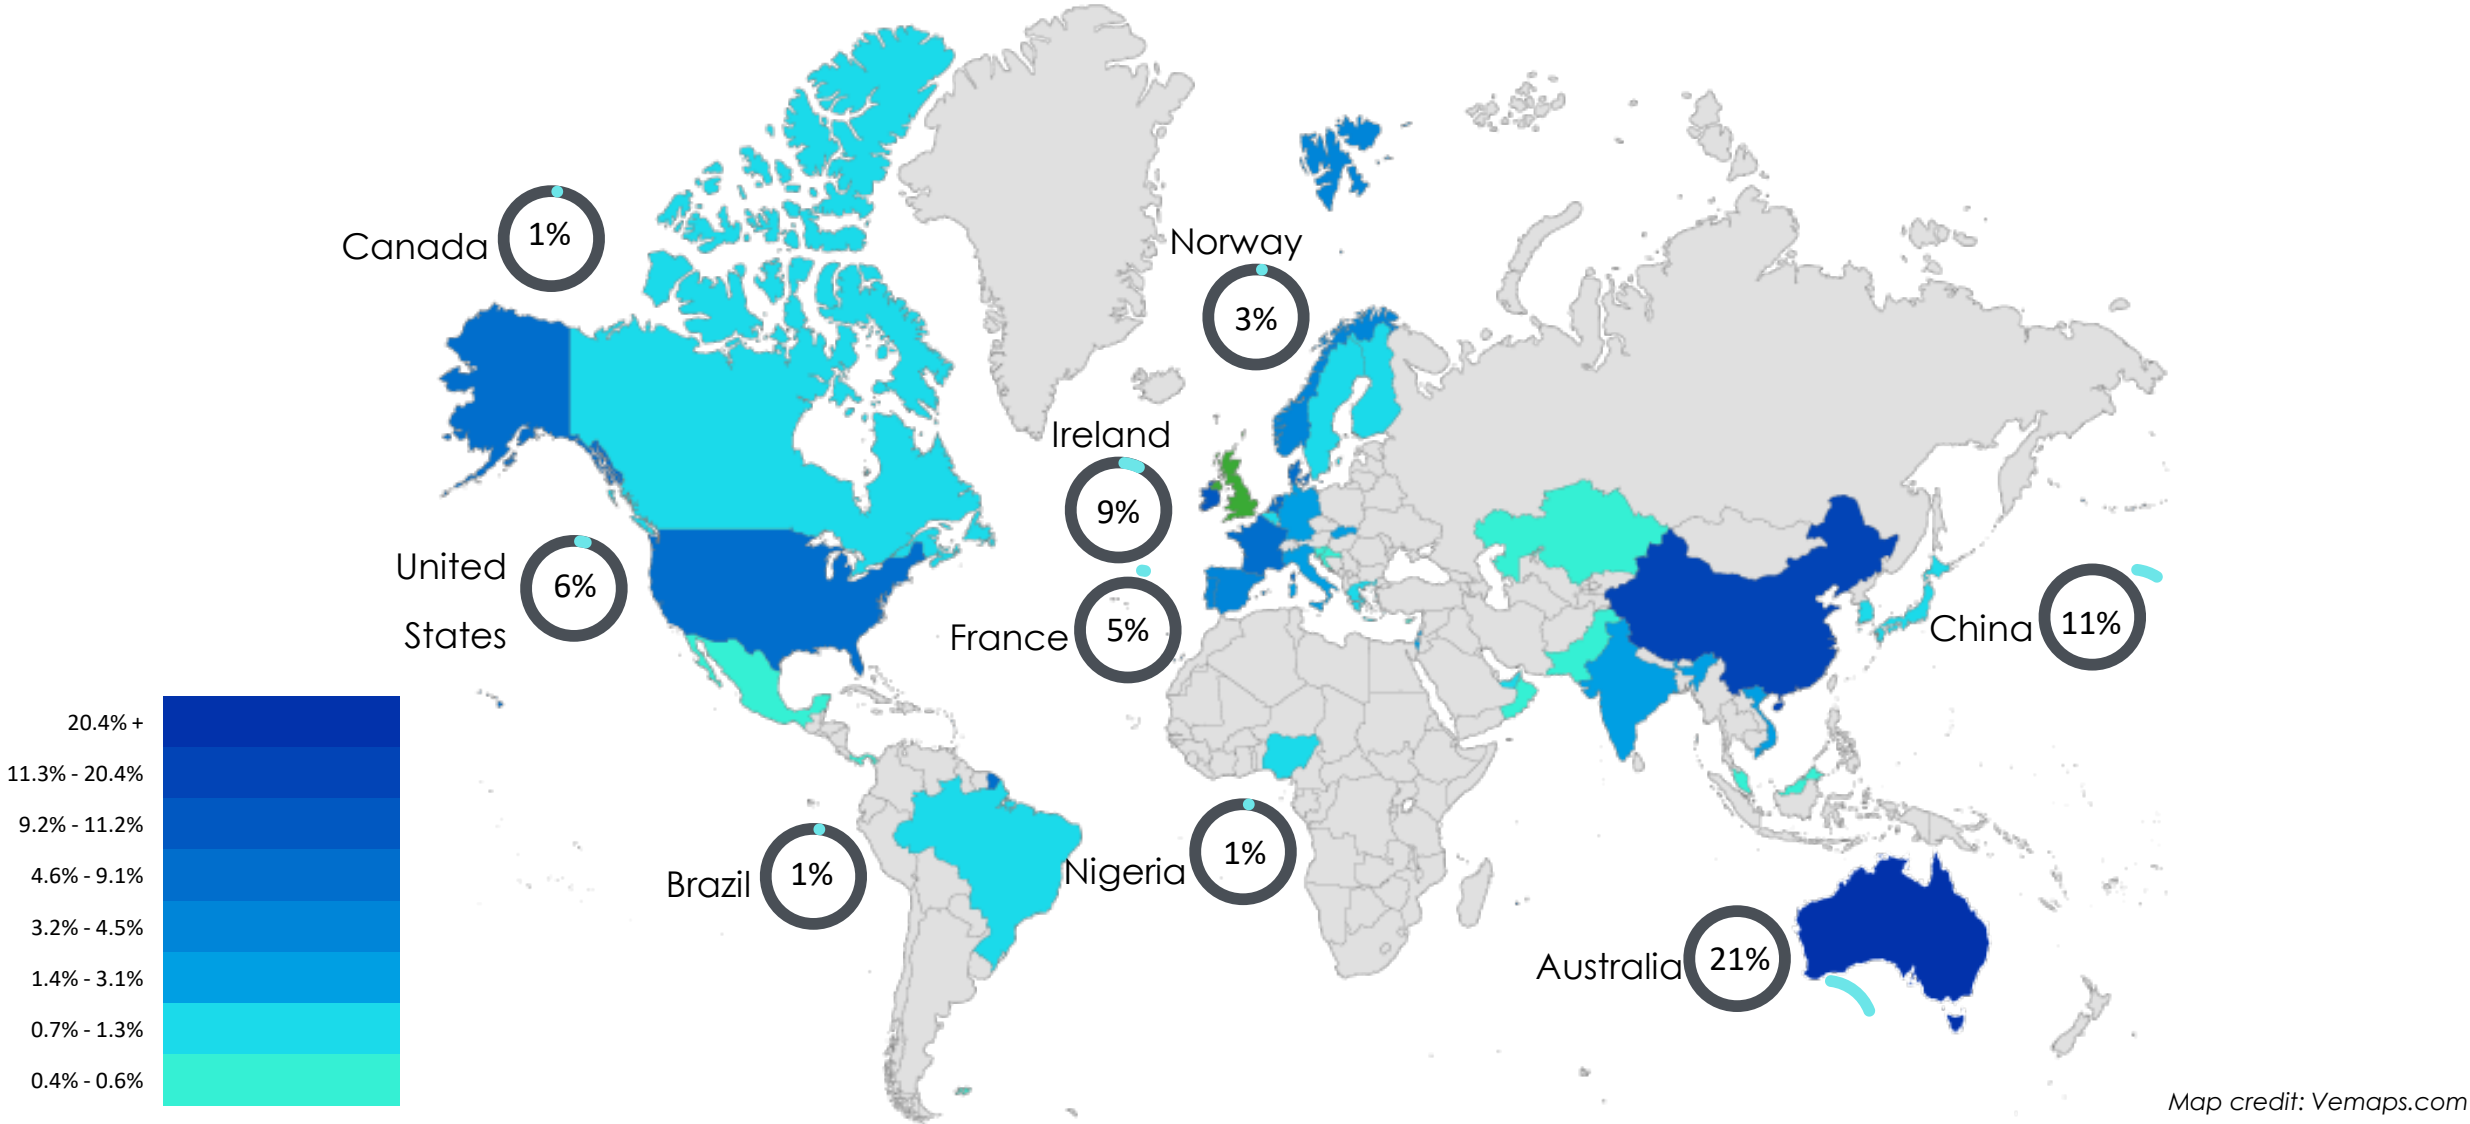 Canada
1%
Norway
3%
Ireland
9%
United
States
6%
France
5%
China
11%
Brazil
1%
Nigeria
1%
Australia
21%
20.4% +
11.3% - 20.4%
9.2% - 11.2%
4.6% - 9.1%
3.2% - 4.5%
1.4% - 3.1%
0.7% - 1.3%
0.4% - 0.6%
Map credit: Vemaps.com